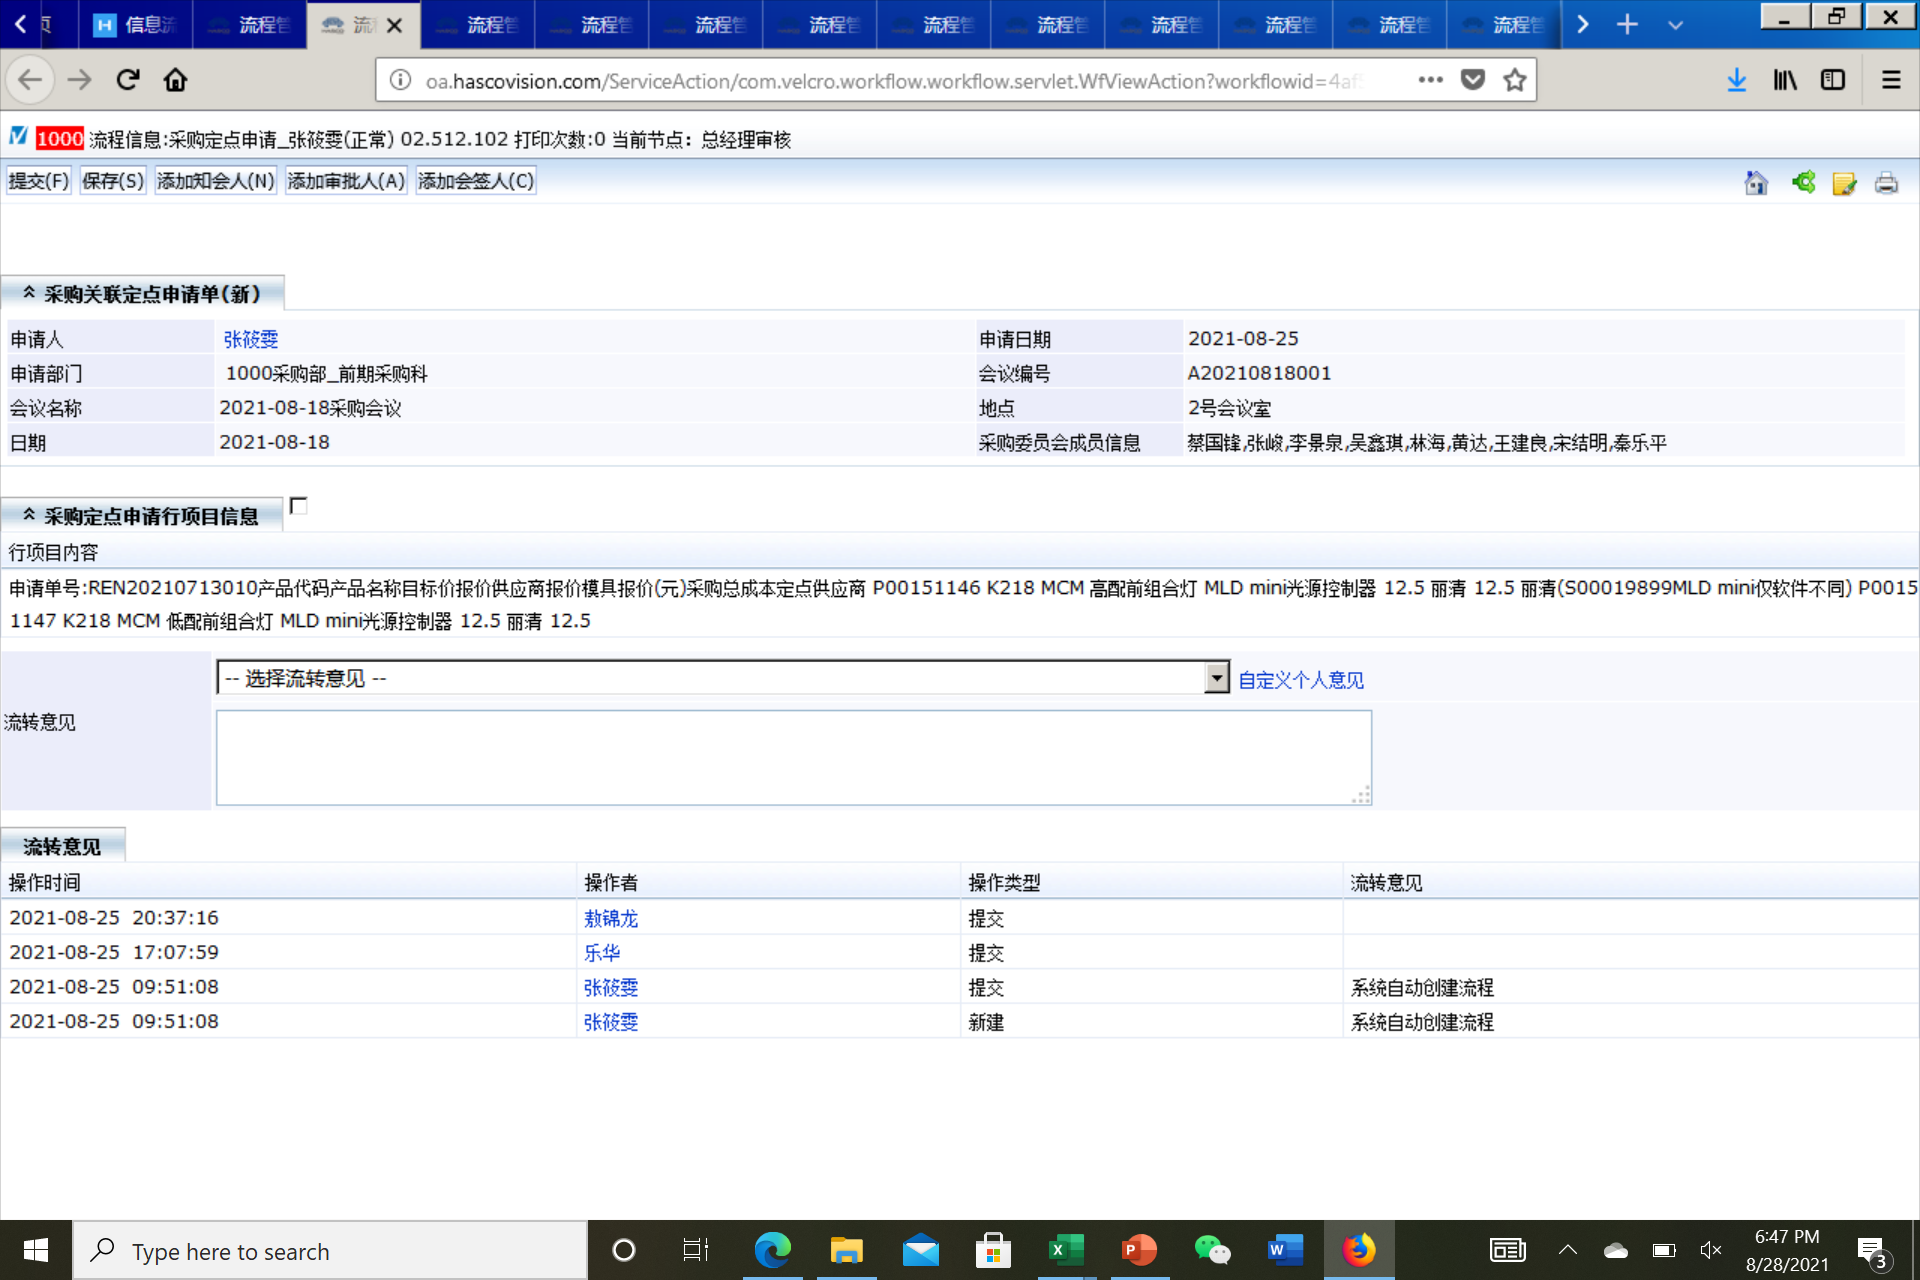 信息流
流程管
流程管
流程管
流程管
流程管
流程管
流程管
流程管
流程管
流程管
oa.hascovision.com/ServiceAction/com.velcro.workflow.workflow.servlet.WfViewAction?workflowid=4af
1000 流程信息:采购定点申请_张筱雯(正常) 02.512.102 打印次数:0 当前节点：总经理审核
提交(F) 保存(S) 添加知会人(N) 添加审批人(A) 添加会签人(C)
采购关联定点申请单(新)
申请人 张筱雯 申请日期 2021-08-25
申请部门 1000采购部_前期采购科 会议编号 A20210818001
会议名称 2021-08-18采购会议 地点 2号会议室
日期 2021-08-18 采购委员会成员信息 蔡国锋,张峻,李景泉,吴鑫琪,林海,黄达,王建良,宋结明,秦乐平
采购定点申请行项目信息
行项目内容
申请单号:REN20210713010产品代码产品名称目标价报价供应商报价模具报价(元)采购总成本定点供应商 P00151146 K218 MCM 高配前组合灯 MLD mini光源控制器 12.5 丽清 12.5 丽清(S00019899MLD mini仅软件不同) P0015
1147 K218 MCM 低配前组合灯 MLD mini光源控制器 12.5 丽清 12.5
-- 选择流转意见 -- 自定义个人意见
流转意见
流转意见
操作时间 操作者 操作类型 流转意见
2021-08-25 20:37:16 敖锦龙 提交
2021-08-25 17:07:59 乐华 提交
2021-08-25 09:51:08 张筱雯 提交 系统自动创建流程
2021-08-25 09:51:08 张筱雯 新建 系统自动创建流程
Type here to search
6:47 PM
8/28/2021
3